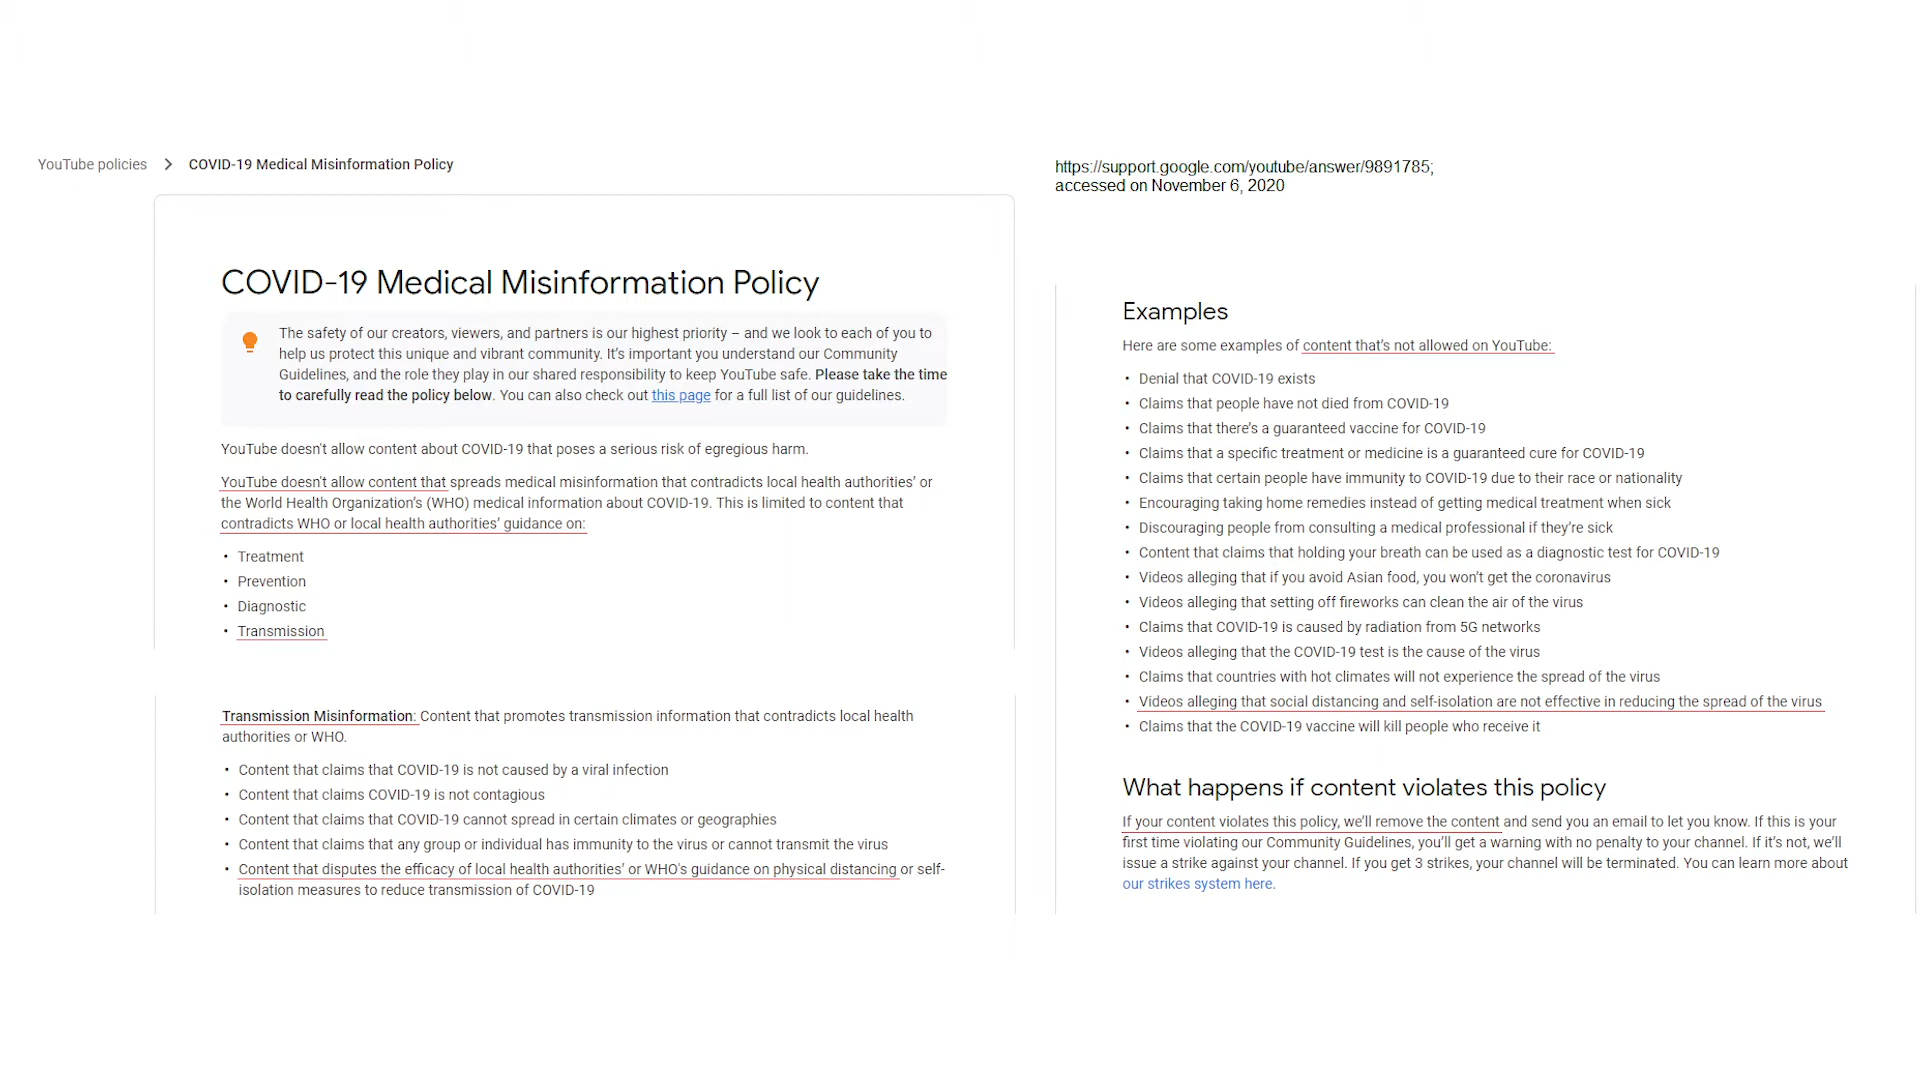 YouTube policies > COVID-19 Medical Misinformation Policy
COVID-19 Medical Misinformation Policy
The safety of our creators, viewers, and partners is our highest priority – and we look to each of you to
help us protect this unique and vibrant community. It's important you understand our Community
Guidelines, and the role they play in our shared responsibility to keep YouTube safe. Please take the time
to carefully read the policy below. You can also check out this page for a full list of our guidelines.
YouTube doesn't allow content about COVID-19 that poses a serious risk of egregious harm.
YouTube doesn't allow content that spreads medical misinformation that contradicts local health authorities' or
the World Health Organization's (WHO) medical information about COVID-19. This is limited to content that
contradicts WHO or local health authorities' guidance on:
• Treatment
• Prevention
• Diagnostic
• Transmission
Transmission Misinformation: Content that promotes transmission information that contradicts local health
authorities or WHO.
• Content that claims that COVID-19 is not caused by a viral infection
• Content that claims COVID-19 is not contagious
• Content that claims that COVID-19 cannot spread in certain climates or geographies
• Content that claims that any group or individual has immunity to the virus or cannot transmit the virus
• Content that disputes the efficacy of local health authorities' or WHO's guidance on physical distancing or self-
isolation measures to reduce transmission of COVID-19
https://support.google.com/youtube/answer/9891785;
accessed on November 6, 2020
Examples
Here are some examples of content that's not allowed on YouTube:
• Denial that COVID-19 exists
• Claims that people have not died from COVID-19
• Claims that there's a guaranteed vaccine for COVID-19
• Claims that a specific treatment or medicine is a guaranteed cure for COVID-19
• Claims that certain people have immunity to COVID-19 due to their race or nationality
• Encouraging taking home remedies instead of getting medical treatment when sick
• Discouraging people from consulting a medical professional if they're sick
• Content that claims that holding your breath can be used as a diagnostic test for COVID-19
• Videos alleging that if you avoid Asian food, you won't get the coronavirus
• Videos alleging that setting off fireworks can clean the air of the virus
• Claims that COVID-19 is caused by radiation from 5G networks
• Videos alleging that the COVID-19 test is the cause of the virus
• Claims that countries with hot climates will not experience the spread of the virus
• Videos alleging that social distancing and self-isolation are not effective in reducing the spread of the virus
• Claims that the COVID-19 vaccine will kill people who receive it
What happens if content violates this policy
If your content violates this policy, we'll remove the content and send you an email to let you know. If this is your
first time violating our Community Guidelines, you'll get a warning with no penalty to your channel. If it's not, we'll
issue a strike against your channel. If you get 3 strikes, your channel will be terminated. You can learn more about
our strikes system here.